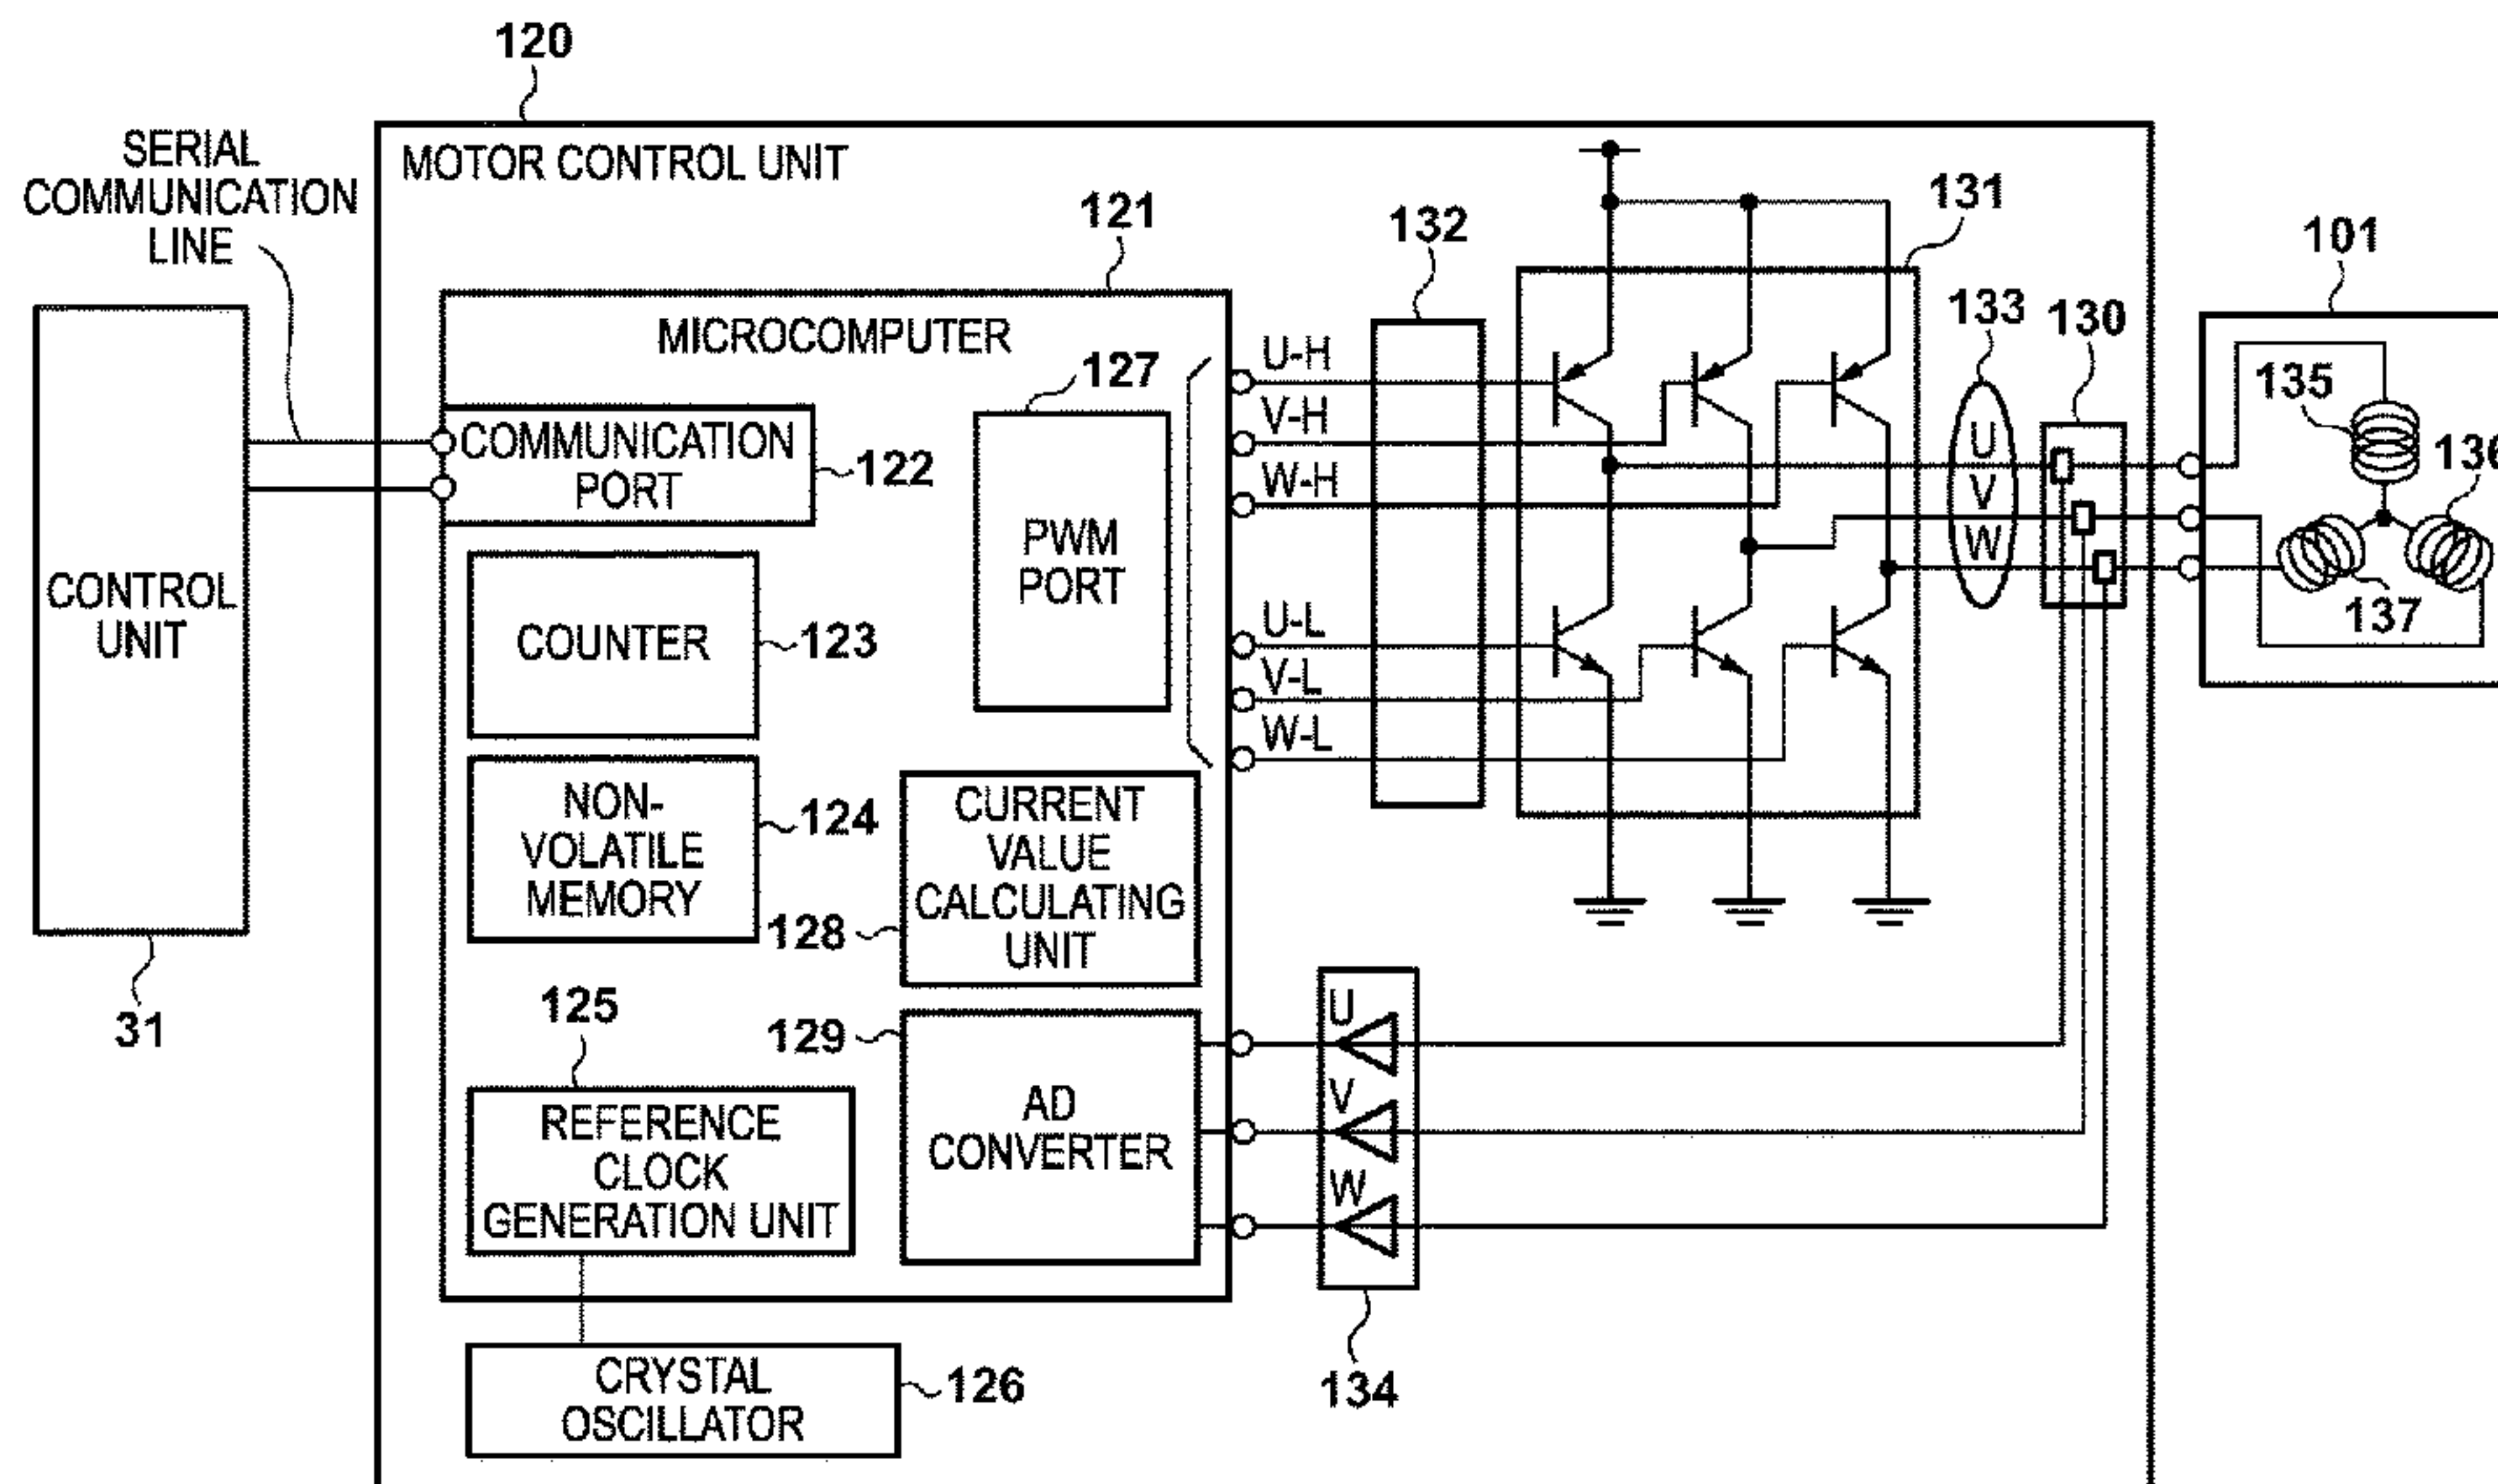 120
SERIAL
COMMUNICATION
LINE
MOTOR CONTROL UNIT
121
132
131
101
MICROCOMPUTER
127
133
130
U-H
V-H
W-H
135
136
COMMUNICATION
PORT
122
U
V
W
PWM
PORT
CONTROL
UNIT
COUNTER
123
U-L
V-L
W-L
137
NON-
VOLATILE
MEMORY
124
CURRENT
VALUE
CALCULATING
UNIT
128
31
125
129
U
V
W
REFERENCE
CLOCK
GENERATION UNIT
AD
CONVERTER
CRYSTAL
OSCILLATOR
126
134